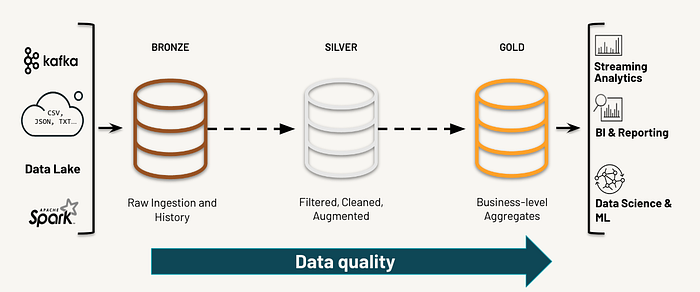 BRONZE
SILVER
GOLD
kafka
CSV,
JSON, TXT...
Data Lake
APACHE
Spark
Raw Ingestion and
History
Filtered, Cleaned,
Augmented
Business-level
Aggregates
Streaming
Analytics
BI & Reporting
Data Science &
ML
Data quality